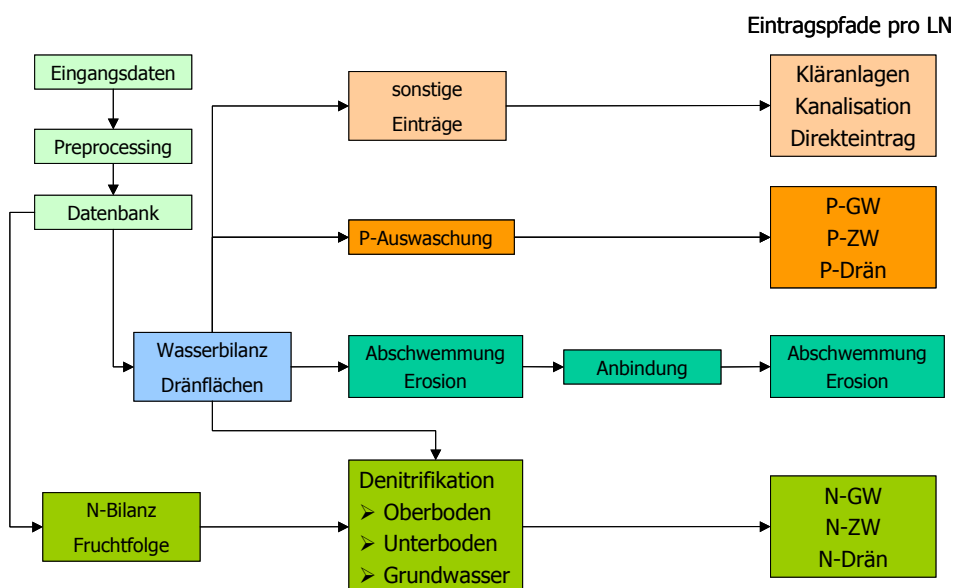 Eintragspfade pro LN
Eingangsdaten
Preprocessing
Datenbank
sonstige
Einträge
Kläranlagen
Kanalisation
Direkteintrag
P-Auswaschung
P-GW
P-ZW
P-Drän
Wasserbilanz
Dränflächen
Abschwemmung
Erosion
Anbindung
Abschwemmung
Erosion
N-Bilanz
Fruchtfolge
Denitrifikation
➢ Oberboden
➢ Unterboden
➢ Grundwasser
N-GW
N-ZW
N-Drän